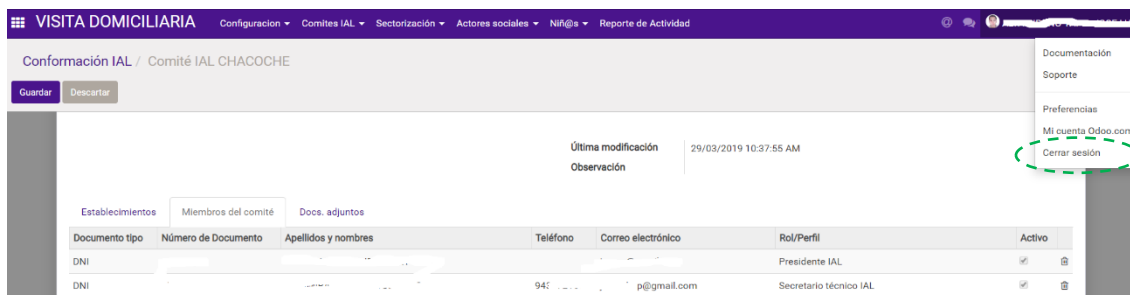 VISITA DOMICILIARIA Configuracion Comites IAL Sectorización Actores sociales Niñ@s Reporte de Actividad
Documentación
Conformación IAL / Comité IAL CHACOCHE
Soporte
Guardar Descartar
Preferencias
Mi cuenta Odoo.com
Última modificación 29/03/2019 10:37:55 AM
Cerrar sesión
Observación
Establecimientos Miembros del comité Docs. adjuntos
Documento tipo Número de Documento Apellidos y nombres Teléfono Correo electrónico Rol/Perfil Activo
DNI Presidente IAL
DNI p@gmail.com Secretario técnico IAL